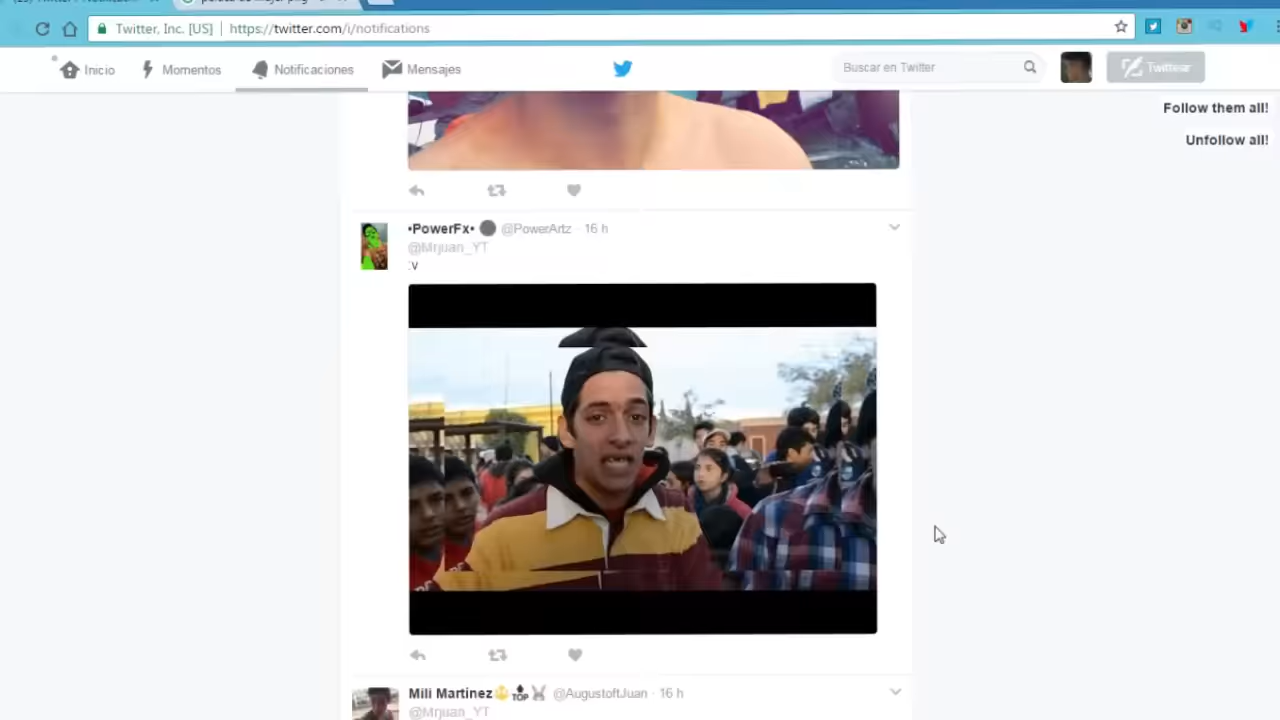 Twitter, Inc. [US] | https://twitter.com/i/notifications
Inicio
Momentos
Notificaciones
Mensajes
Buscar en Twitter
Twittear
Follow them all!
Unfollow all!
•PowerFx• @PowerArtz · 16 h
@Mrjuan_YT
:v
Mili Martinez TOP @AugustoftJuan · 16 h
@Mrjuan_YT